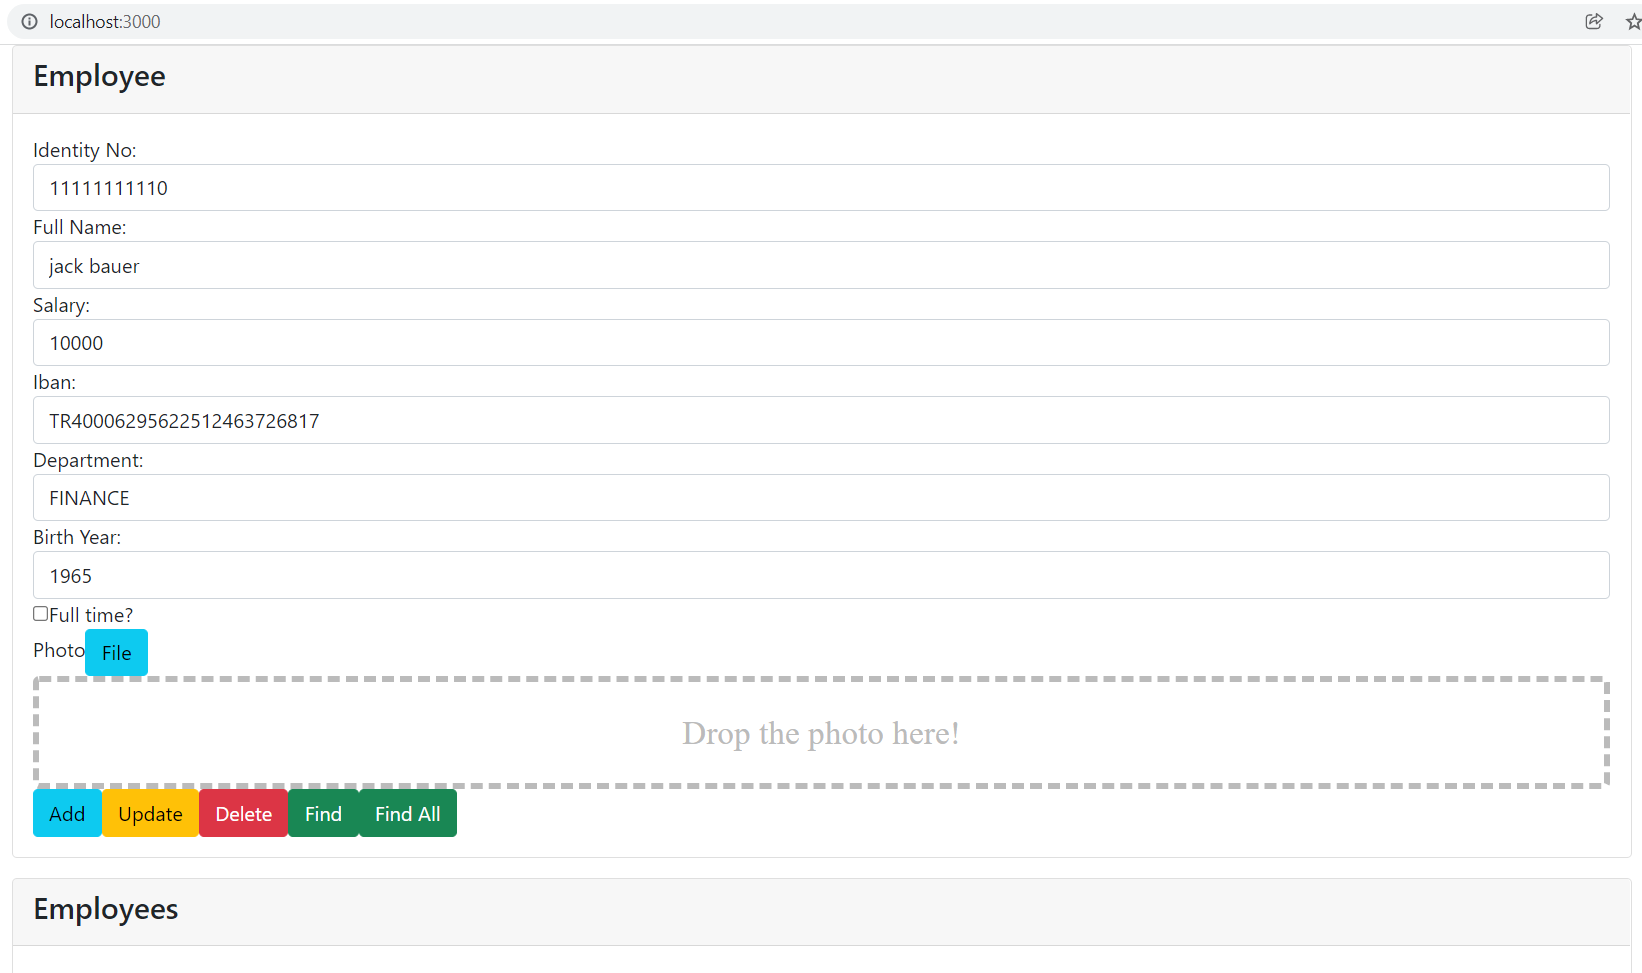 localhost:3000
Employee
Identity No:
11111111110
Full Name:
jack bauer
Salary:
10000
Iban:
TR40006295622512463726817
Department:
FINANCE
Birth Year:
1965
Full time?
Photo File
Drop the photo here!
Add Update Delete Find Find All
Employees